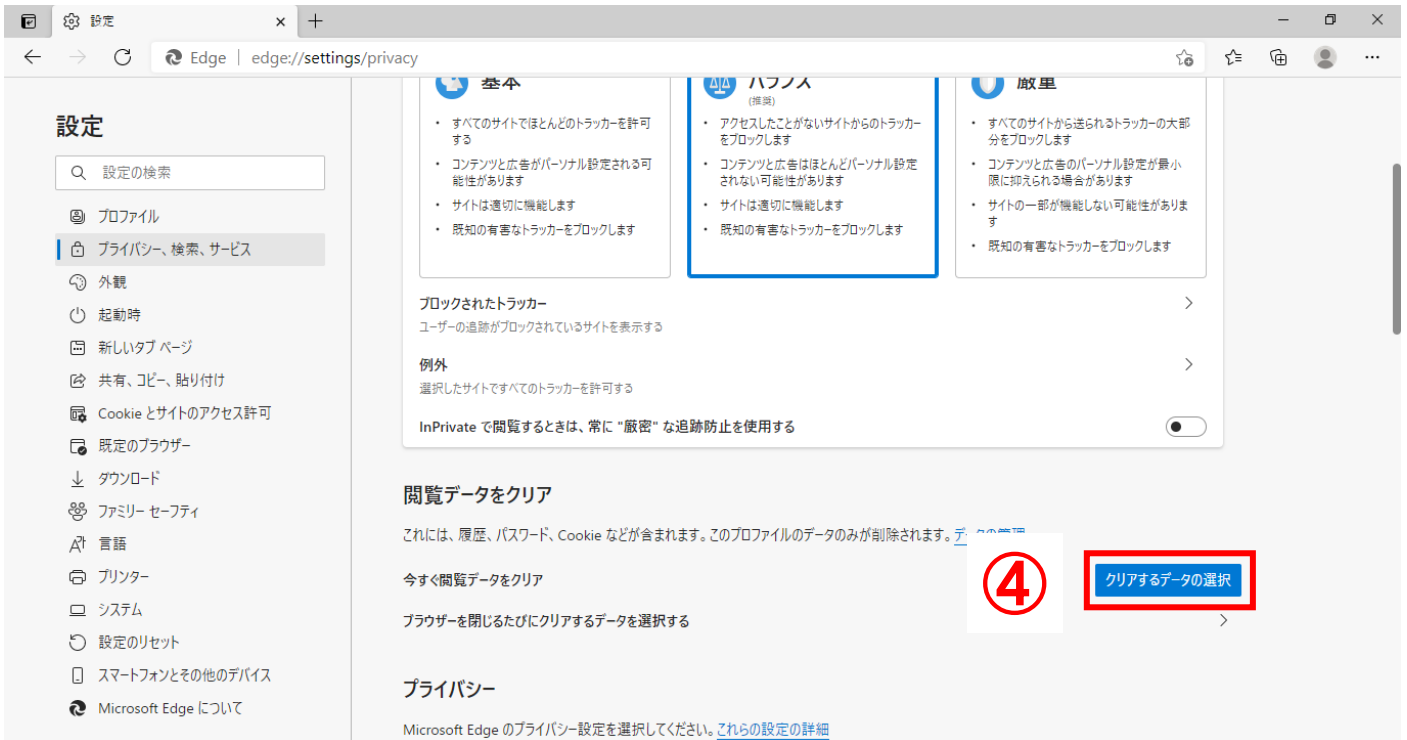 設定
Edge | edge://settings/privacy
設定
設定の検索
プロファイル
プライバシー、検索、サービス
外観
起動時
新しいタブ ページ
共有、コピー、貼り付け
Cookie とサイトのアクセス許可
既定のブラウザー
ダウンロード
ファミリー セーフティ
言語
プリンター
システム
設定のリセット
スマートフォンとその他のデバイス
Microsoft Edge について
基本
・ すべてのサイトでほとんどのトラッカーを許可
する
・ コンテンツと広告がパーソナル設定される可
能性があります
・ サイトは適切に機能します
・ 既知の有害なトラッカーをブロックします
バランス
(推奨)
・ アクセスしたことがないサイトからのトラッカー
をブロックします
・ コンテンツと広告はほとんどパーソナル設定
されない可能性があります
・ サイトは適切に機能します
・ 既知の有害なトラッカーをブロックします
厳重
・ すべてのサイトから送られるトラッカーの大部
分をブロックします
・ コンテンツと広告のパーソナル設定が最小
限に抑えられる場合があります
・ サイトの一部が機能しない可能性がありま
す
・ 既知の有害なトラッカーをブロックします
ブロックされたトラッカー
ユーザーの追跡がブロックされているサイトを表示する
例外
選択したサイトですべてのトラッカーを許可する
InPrivate で閲覧するときは、常に "厳密" な追跡防止を使用する
閲覧データをクリア
これには、履歴、パスワード、Cookie などが含まれます。このプロファイルのデータのみが削除されます。データの管理
今すぐ閲覧データをクリア
④
クリアするデータの選択
ブラウザーを閉じるたびにクリアするデータを選択する
プライバシー
Microsoft Edge のプライバシー設定を選択してください。これらの設定の詳細